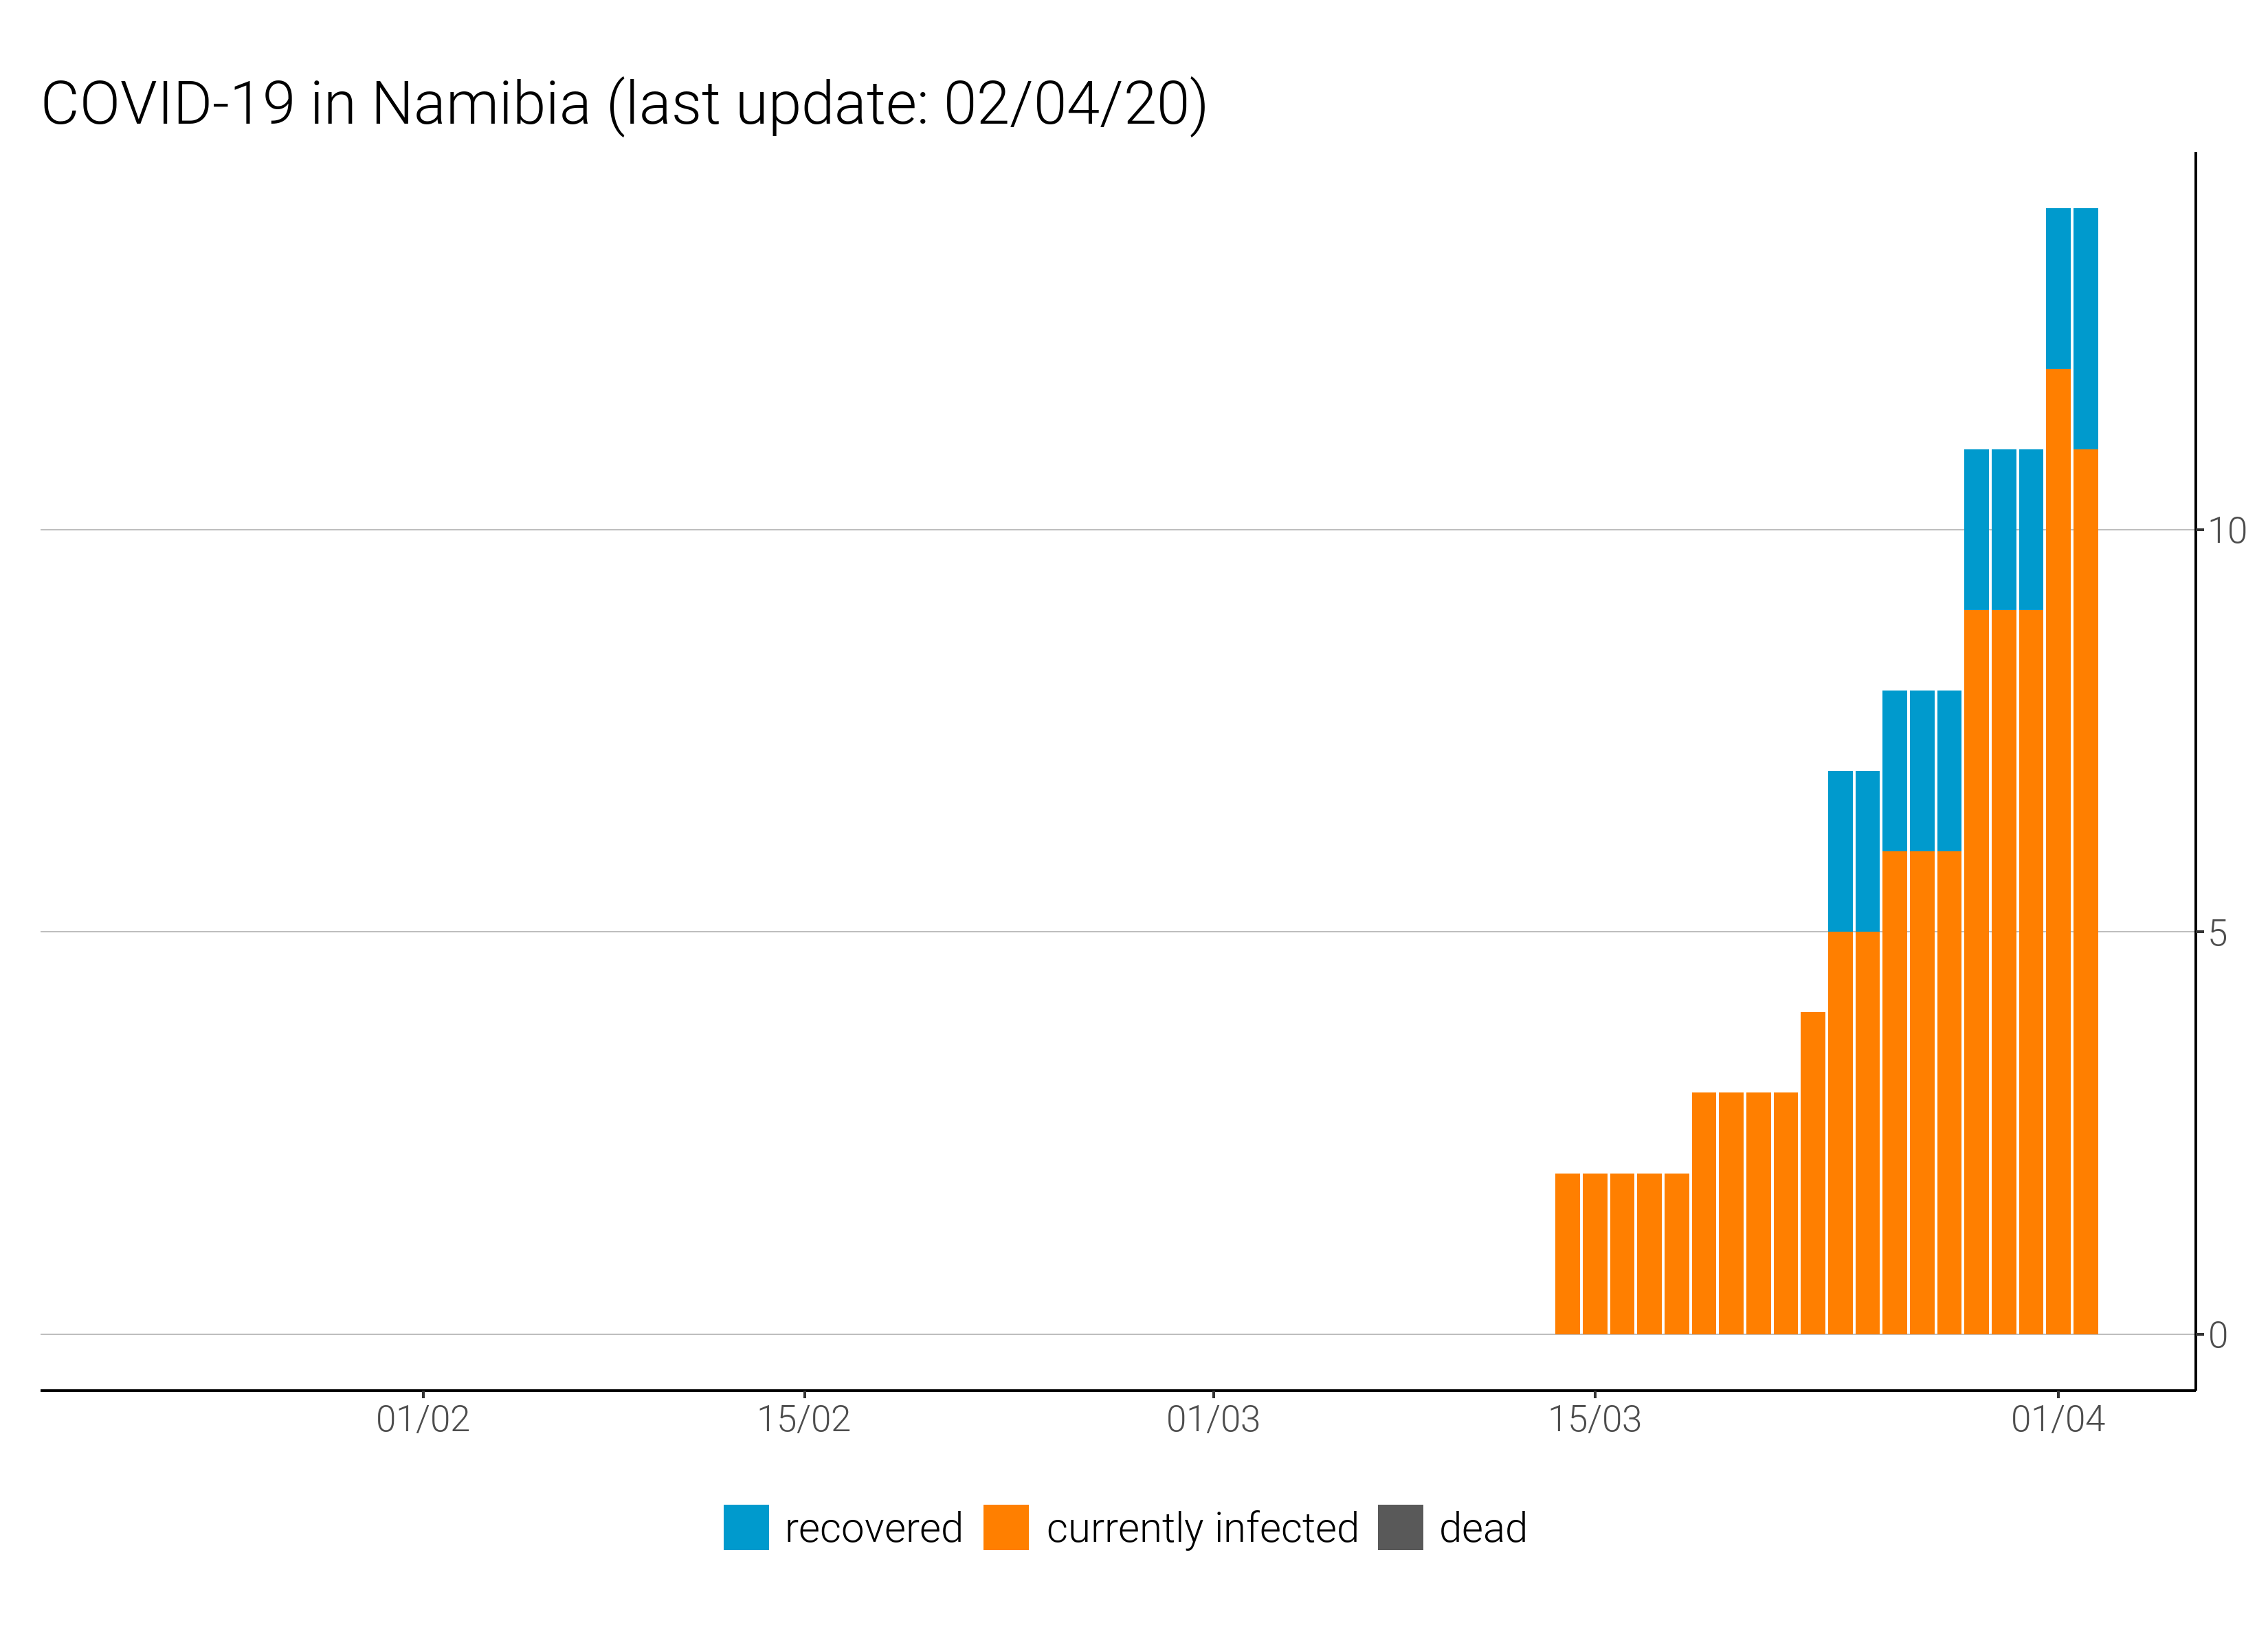 COVID-19 in Namibia (last update: 02/04/20)
10
5
0
01/02 15/02 01/03 15/03 01/04
recovered currently infected dead